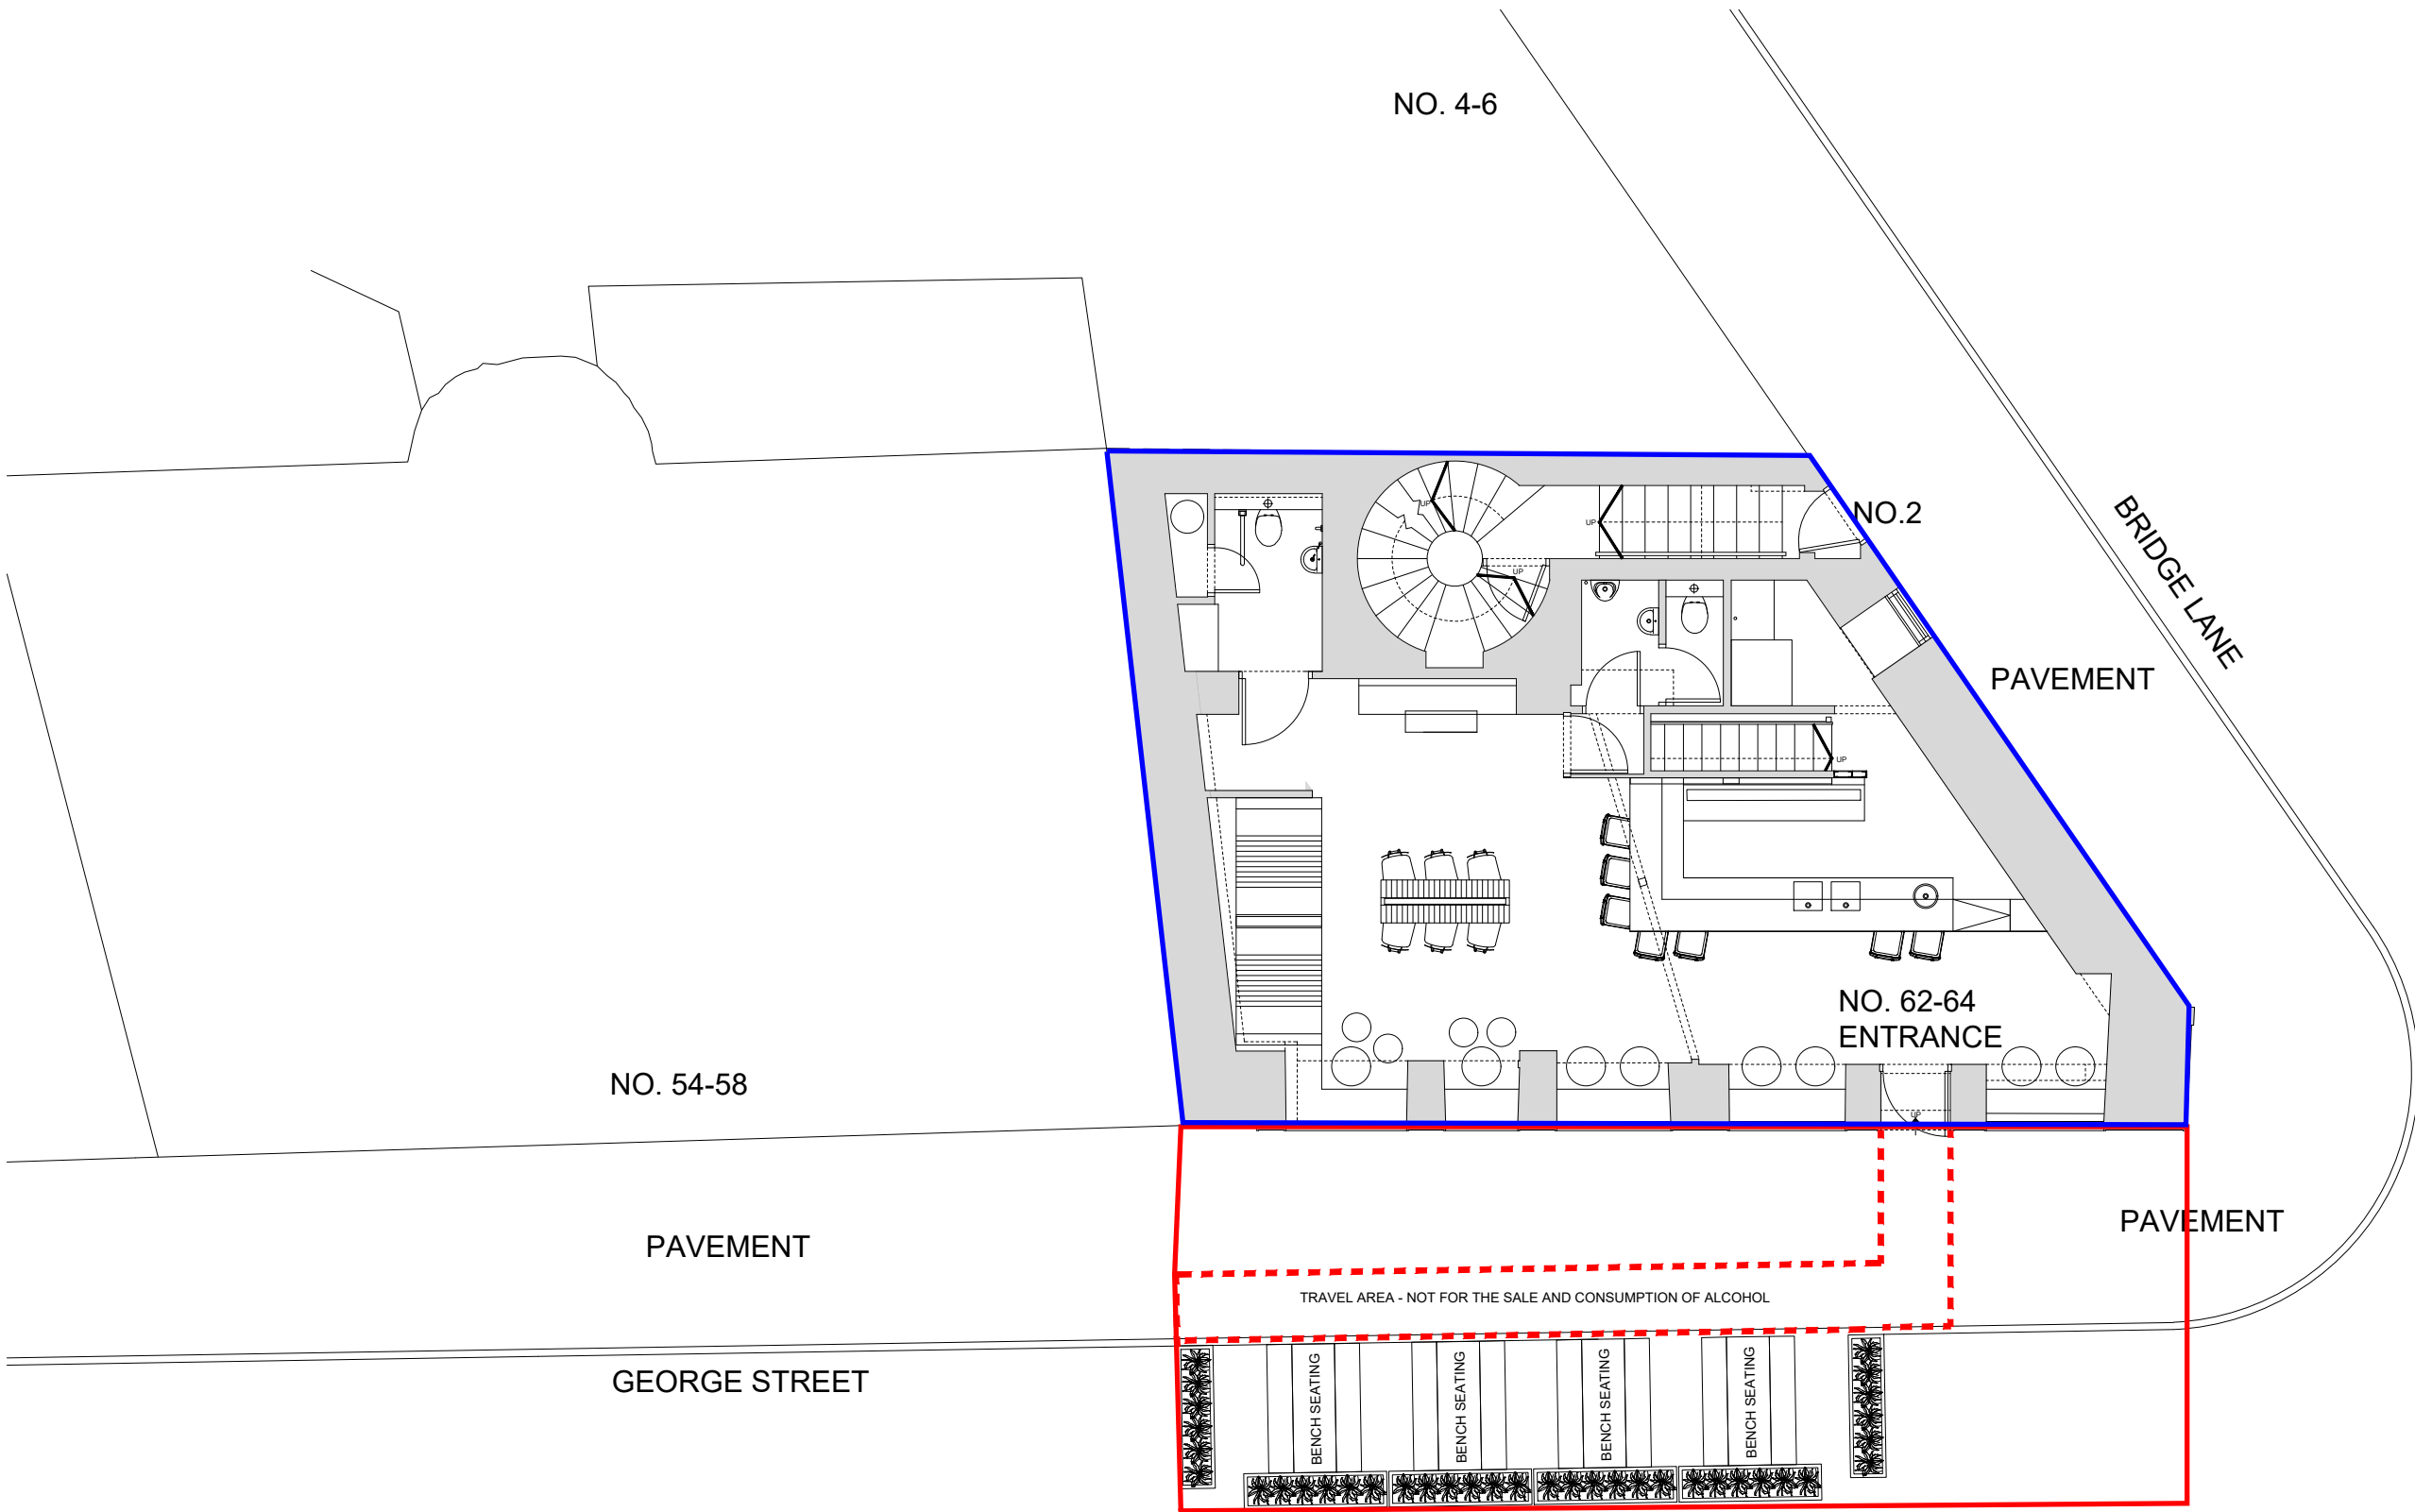 NO. 4-6
UP
UP
NO.2
BRIDGE LANE
UP
PAVEMENT
UP
NO. 62-64
ENTRANCE
NO. 54-58
UP
PAVEMENT
PAVEMENT
TRAVEL AREA - NOT FOR THE SALE AND CONSUMPTION OF ALCOHOL
GEORGE STREET
BENCH SEATING
BENCH SEATING
BENCH SEATING
BENCH SEATING